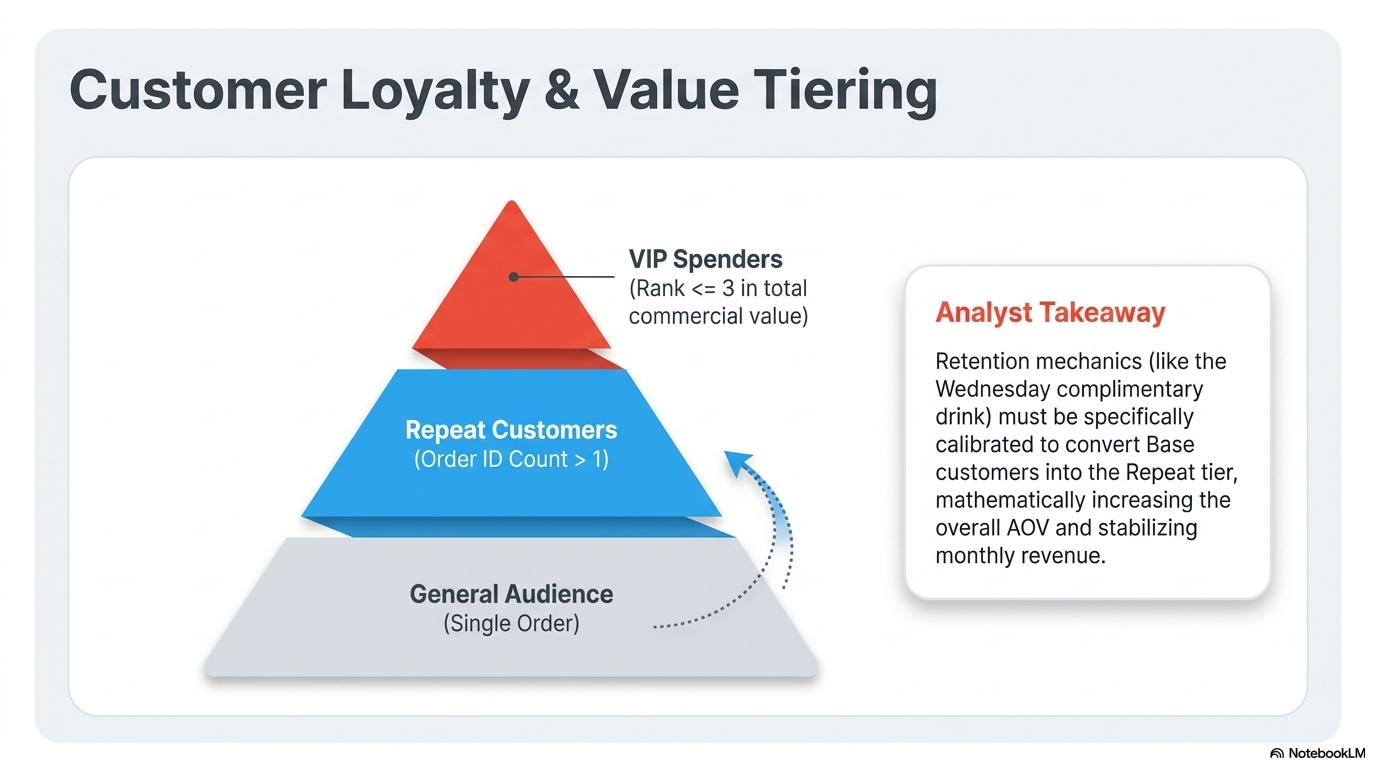 Customer Loyalty & Value Tiering
VIP Spenders
(Rank <= 3 in total
commercial value)
Repeat Customers
(Order ID Count > 1)
General Audience
(Single Order)
Analyst Takeaway
Retention mechanics (like the
Wednesday complimentary
drink) must be specifically
calibrated to convert Base
customers into the Repeat tier,
mathematically increasing the
overall AOV and stabilizing
monthly revenue.
NotebookLM